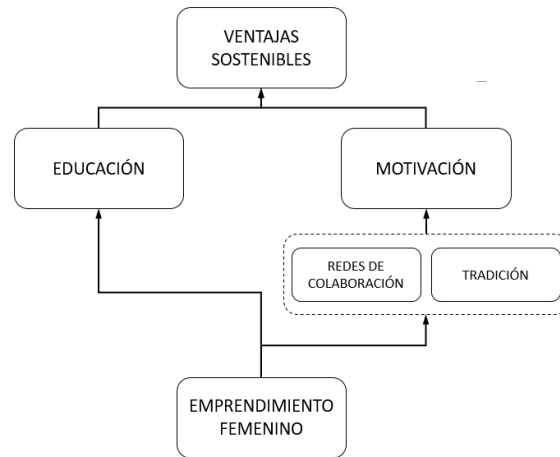 VENTAJAS
SOSTENIBLES
EDUCACIÓN
MOTIVACIÓN
REDES DE
COLABORACIÓN
TRADICIÓN
EMPRENDIMIENTO
FEMENINO